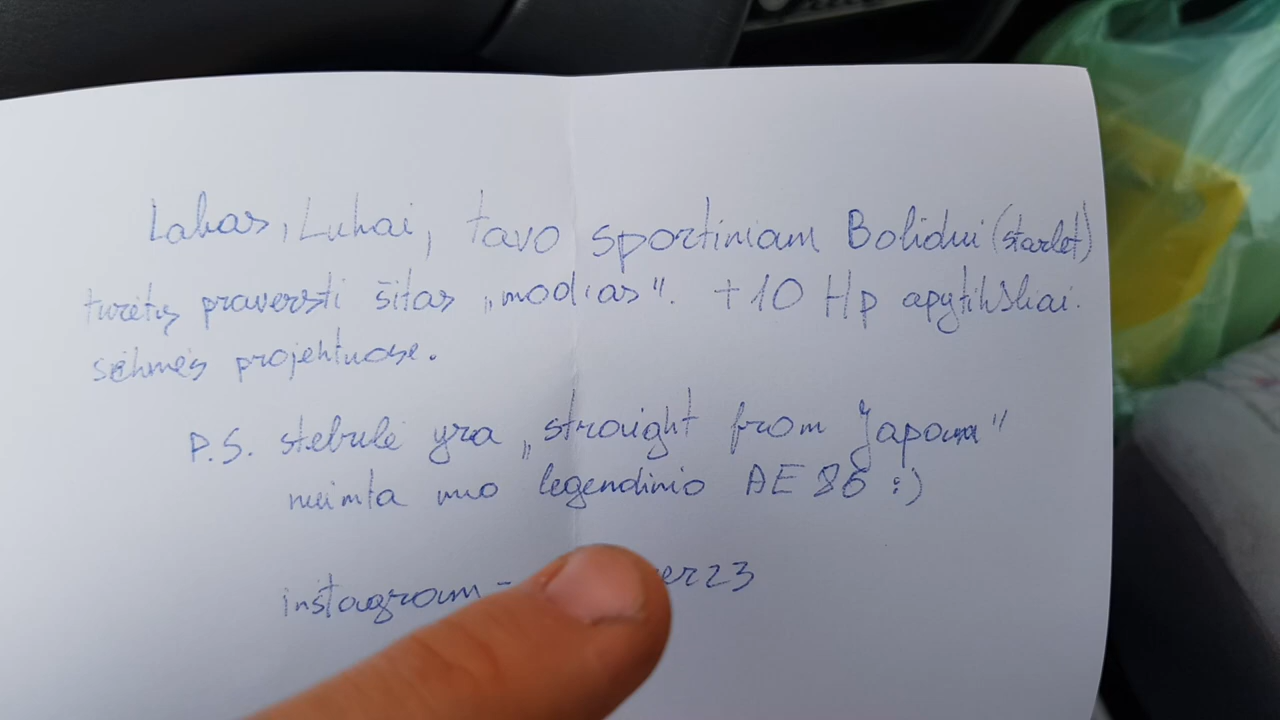 Labas, Lukai, tavo sportiniam Bolidui (starlet)
turėtų praversti šitas „modias“. +10 Hp apytiksliai.
sėkmės projektuose.
P.S. stebulė yra „straight from Japan“
nuimta nuo legendinio AE 86 :)
instagram - er23